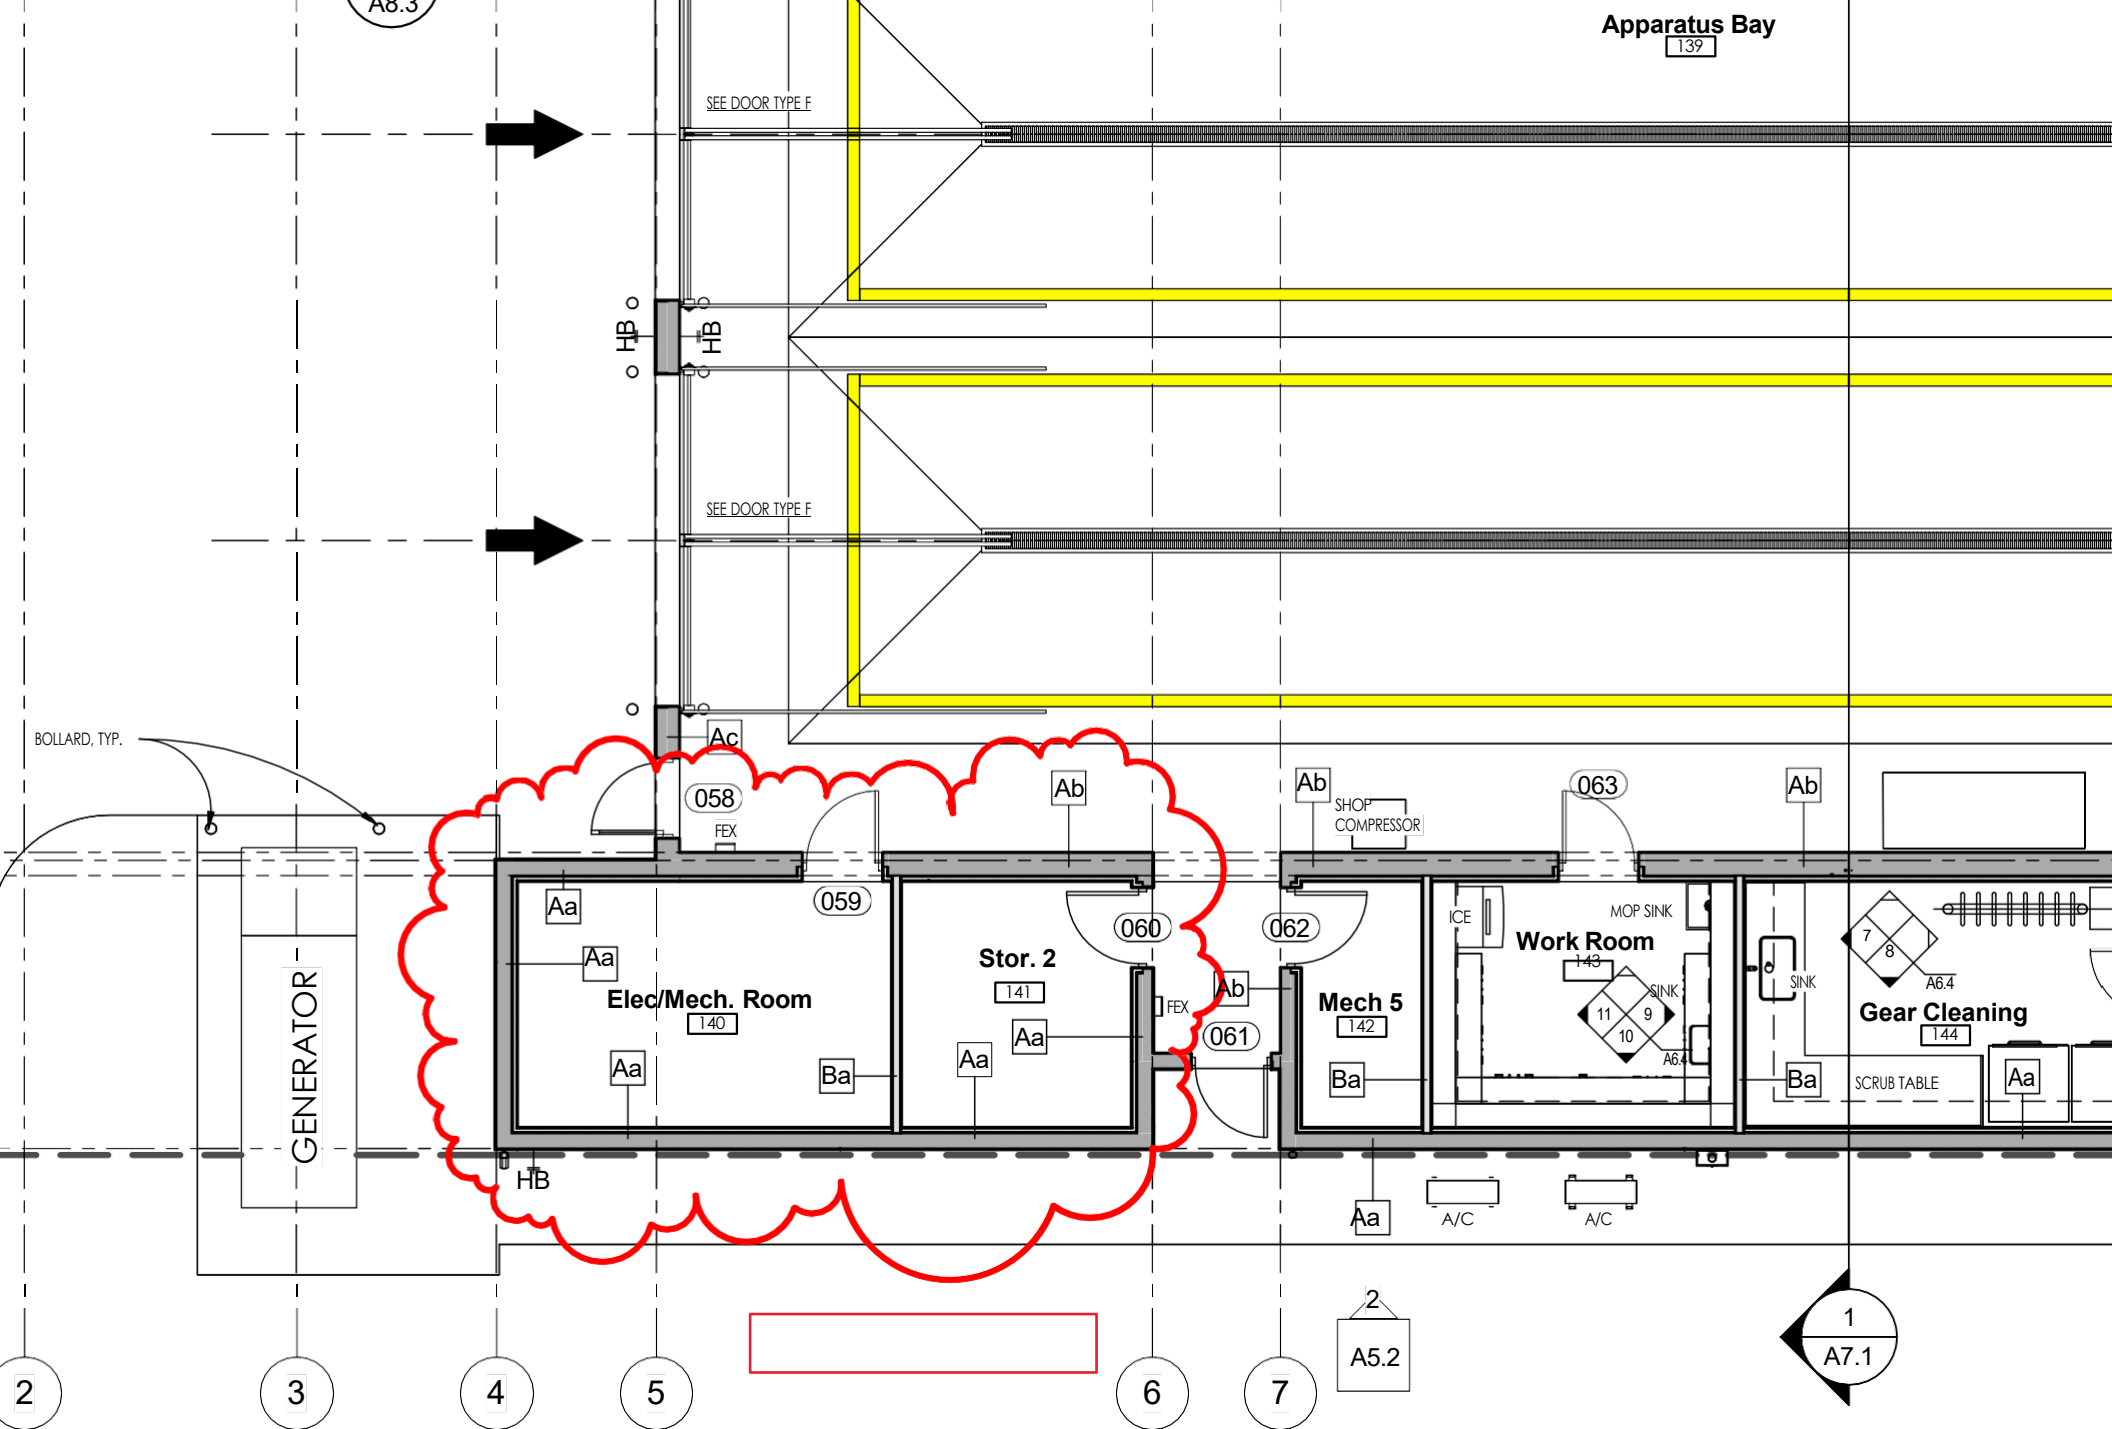 A8.3
Apparatus Bay
139
SEE DOOR TYPE F
HB
HB
SEE DOOR TYPE F
BOLLARD, TYP.
Ac
058
FEX
Ab
Ab
SHOP
COMPRESSOR
063
Ab
Aa
059
060
062
ICE
MOP SINK
Work Room
143
7
8
A6.4
SINK
Aa
Stor. 2
141
Elec/Mech. Room
140
GENERATOR
FEX
Ab
Mech 5
142
SINK
11
9
10
A6.4
Gear Cleaning
144
Aa
061
Aa
Ba
Aa
Ba
Ba
SCRUB TABLE
Aa
HB
Aa
A/C
A/C
2
A5.2
1
A7.1
2
3
4
5
6
7